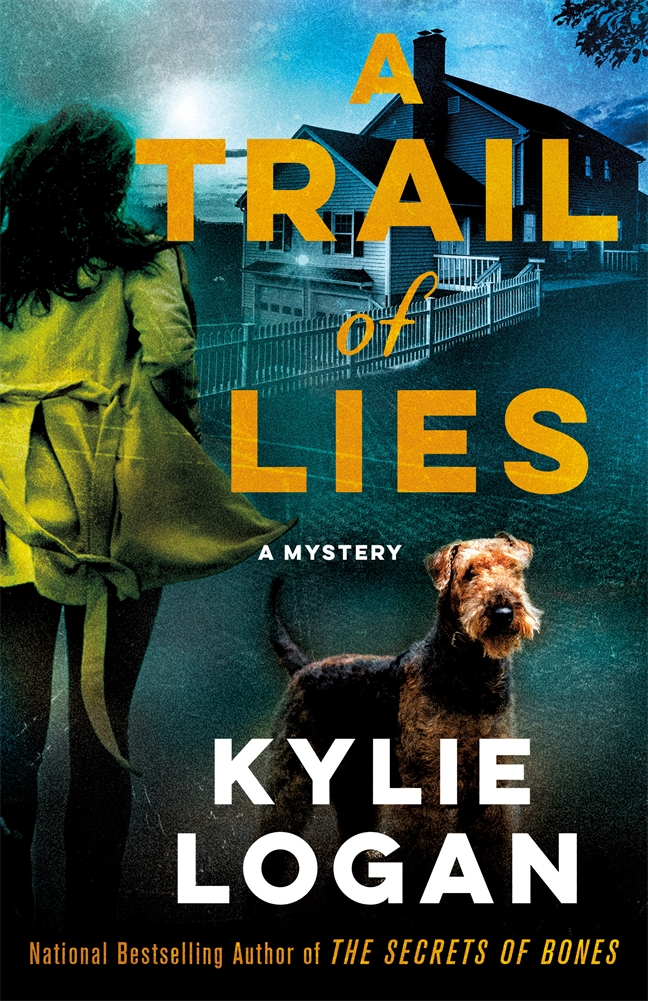 A
TRAIL
of
LIES
A MYSTERY
KYLIE
LOGAN
National Bestselling Author of THE SECRETS OF BONES